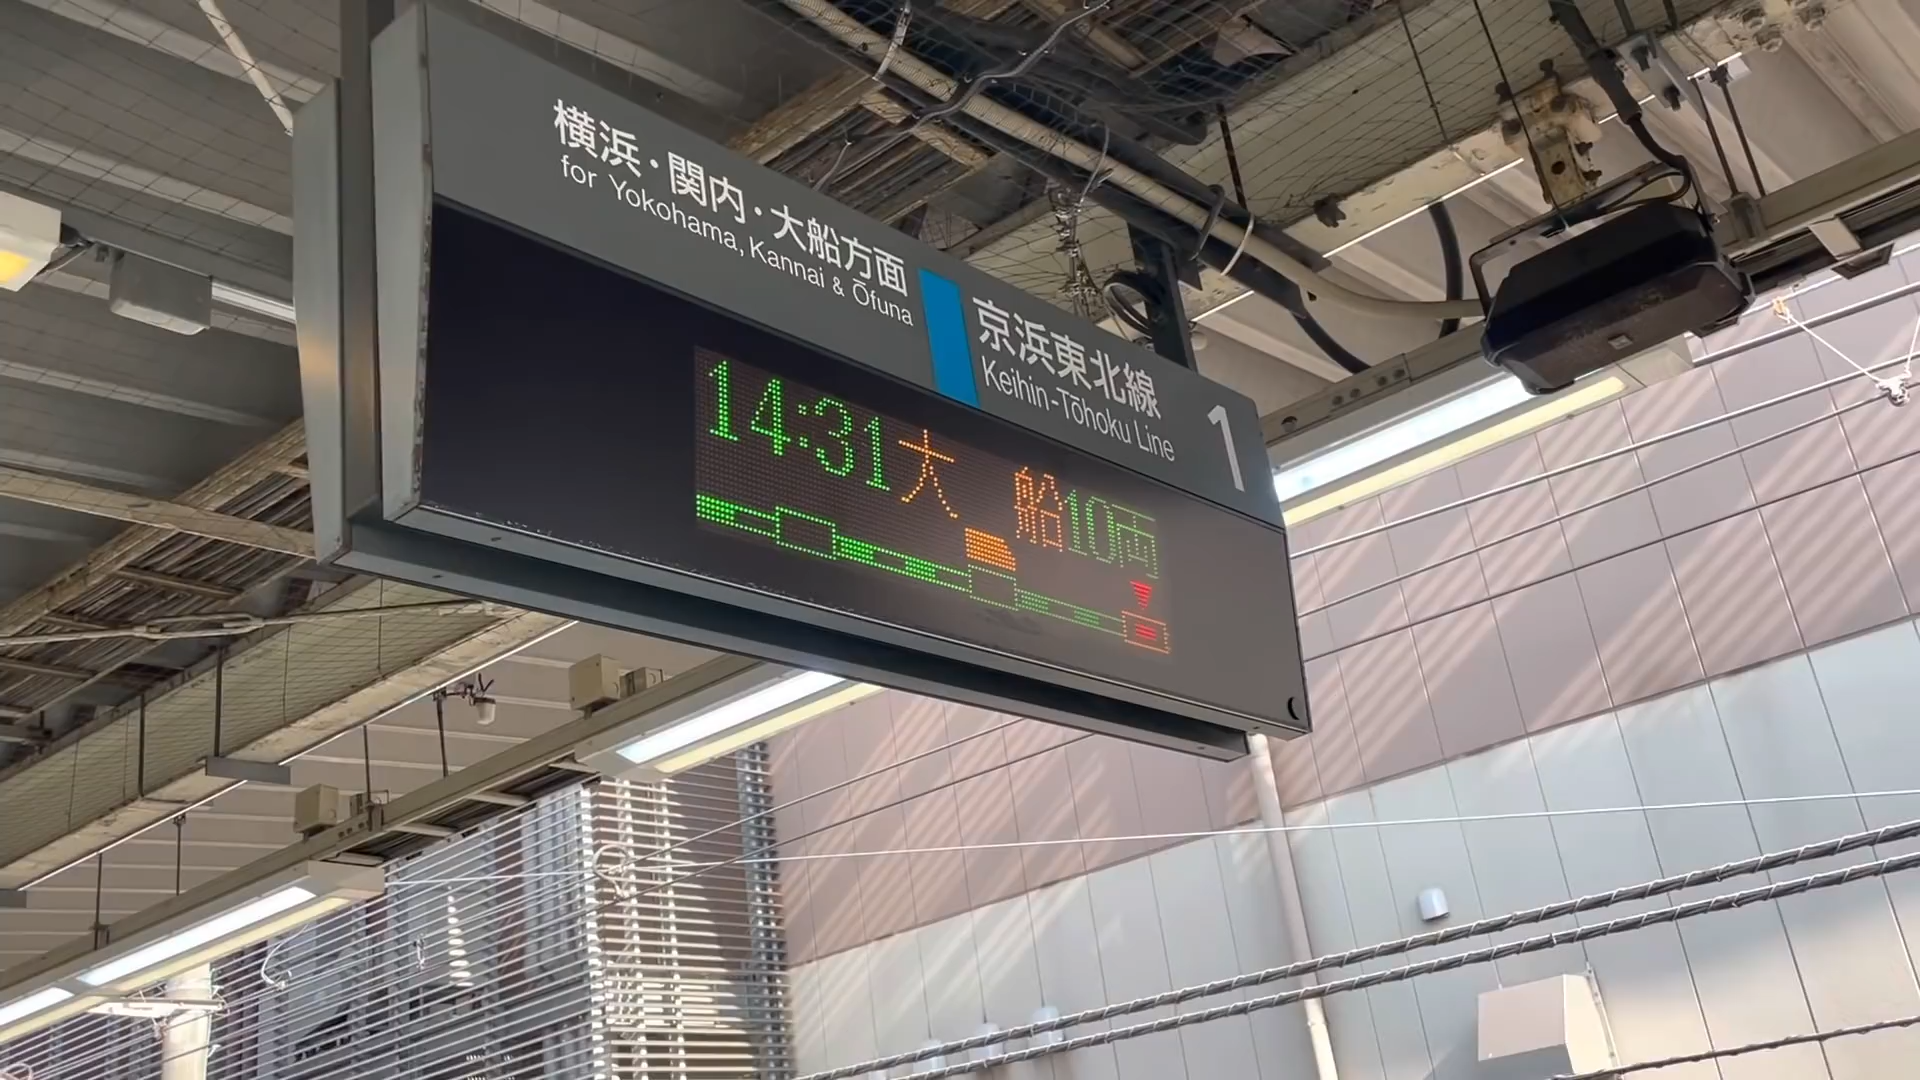 横浜・関内・大船方面
for Yokohama, Kannai & Ōfuna
京浜東北線
Keihin-Tōhoku Line
1
14:31 大 船 10両